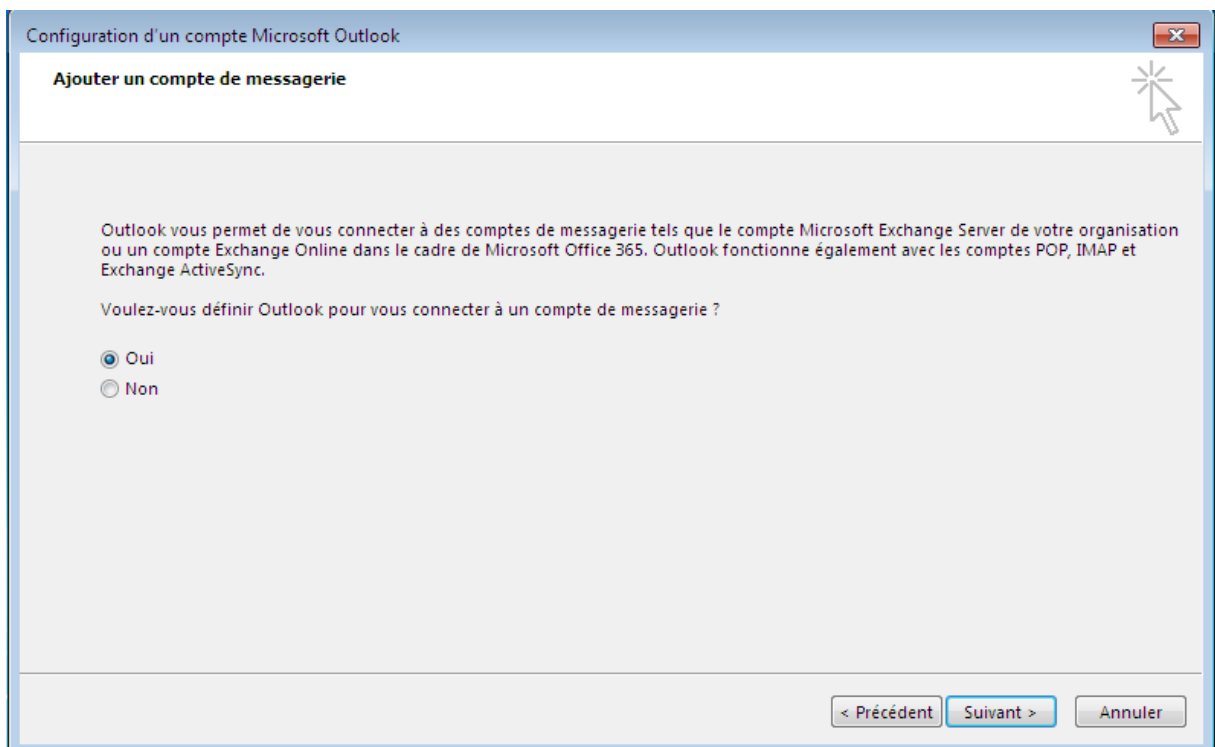 Configuration d'un compte Microsoft Outlook
Ajouter un compte de messagerie
Outlook vous permet de vous connecter à des comptes de messagerie tels que le compte Microsoft Exchange Server de votre organisation
ou un compte Exchange Online dans le cadre de Microsoft Office 365. Outlook fonctionne également avec les comptes POP, IMAP et
Exchange ActiveSync.
Voulez-vous définir Outlook pour vous connecter à un compte de messagerie ?
Oui
Non
< Précédent Suivant > Annuler